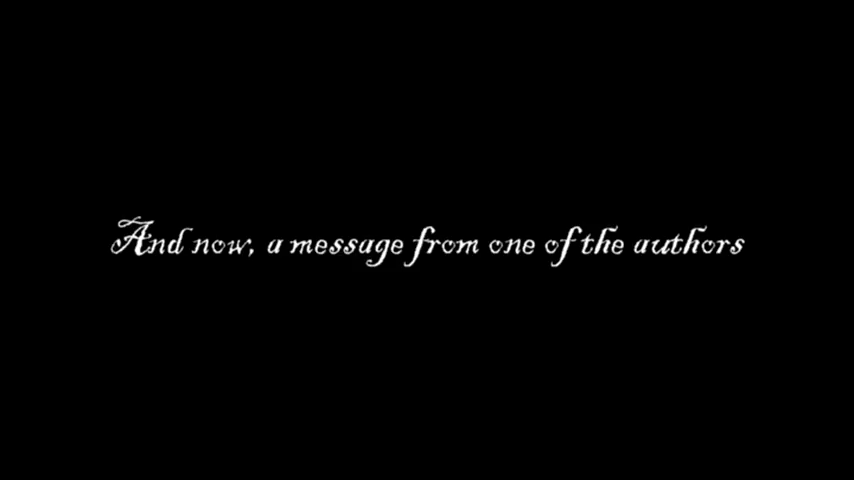 And now, a message from one of the authors